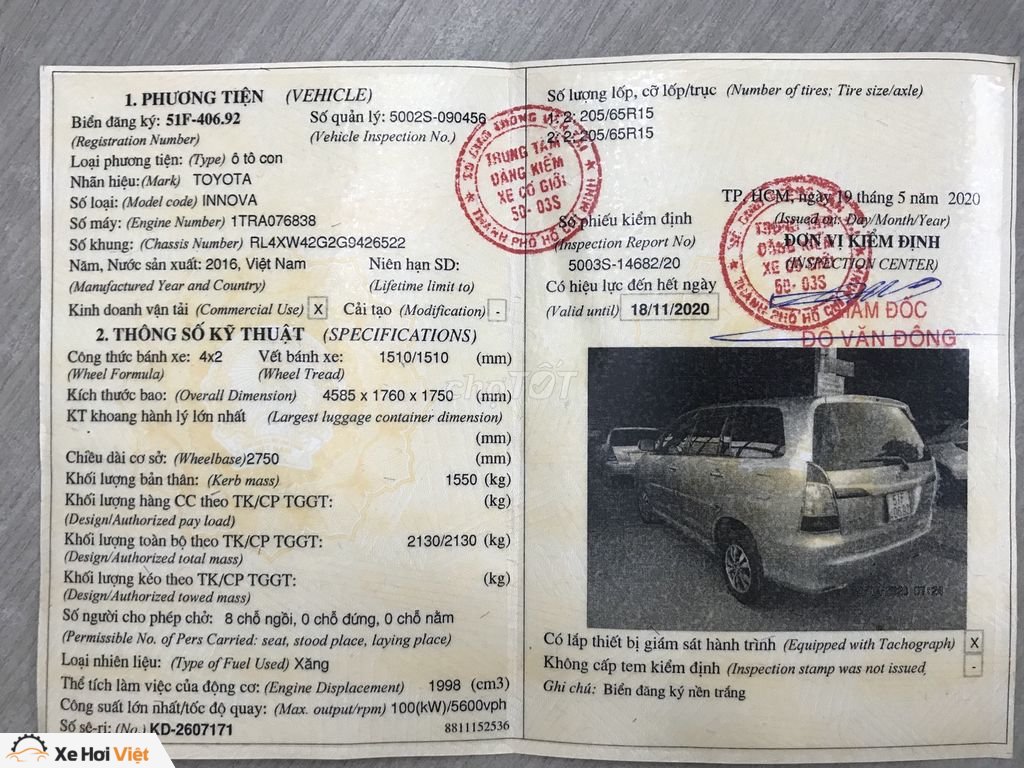 1. PHƯƠNG TIỆN (VEHICLE)
Biển đăng ký: 51F-406.92 Số quản lý: 5002S-090456
(Registration Number) (Vehicle Inspection No.)
Loại phương tiện: (Type) ô tô con
Nhãn hiệu: (Mark) TOYOTA
Số loại: (Model code) INNOVA
Số máy: (Engine Number) 1TRA076838
Số khung: (Chassis Number) RL4XW42G2G9426522
Năm, Nước sản xuất: 2016, Việt Nam Niên hạn SD:
(Manufactured Year and Country) (Lifetime limit to)
Kinh doanh vận tải (Commercial Use) X Cải tạo (Modification) -
2. THÔNG SỐ KỸ THUẬT (SPECIFICATIONS)
Công thức bánh xe: 4x2 Vết bánh xe: 1510/1510 (mm)
(Wheel Formula) (Wheel Tread)
Kích thước bao: (Overall Dimension) 4585 x 1760 x 1750 (mm)
KT khoang hành lý lớn nhất (Largest luggage container dimension)
(mm)
Chiều dài cơ sở: (Wheelbase) 2750 (mm)
Khối lượng bản thân: (Kerb mass) 1550 (kg)
Khối lượng hàng CC theo TK/CP TGGT: (kg)
(Design/Authorized pay load)
Khối lượng toàn bộ theo TK/CP TGGT: 2130/2130 (kg)
(Design/Authorized total mass)
Khối lượng kéo theo TK/CP TGGT: (kg)
(Design/Authorized towed mass)
Số người cho phép chở: 8 chỗ ngồi, 0 chỗ đứng, 0 chỗ nằm
(Permissible No. of Pers Carried: seat, stood place, laying place)
Loại nhiên liệu: (Type of Fuel Used) Xăng
Thể tích làm việc của động cơ: (Engine Displacement) 1998 (cm3)
Công suất lớn nhất/tốc độ quay: (Max. output/rpm) 100(kW)/5600vph
Số sê-ri: (No.) KD-2607171 8811152536
Số lượng lốp, cỡ lốp/trục (Number of tires; Tire size/axle)
1: 2; 205/65R15
2: 2; 205/65R15
TRUNG TÂM
ĐĂNG KIỂM
XE CƠ GIỚI
50- 03S
TP. HCM, ngày 19 tháng 5 năm 2020
Số phiếu kiểm định (Issued on: Day/Month/Year)
(Inspection Report No) ĐƠN VỊ KIỂM ĐỊNH
5003S-14682/20 (INSPECTION CENTER)
Có hiệu lực đến hết ngày
(Valid until) 18/11/2020
ĐỖ VĂN ĐÔNG
Có lắp thiết bị giám sát hành trình (Equipped with Tachograph) X
Không cấp tem kiểm định (Inspection stamp was not issued -
Ghi chú: Biển đăng ký nền trắng
chợTỐT
Xe Hơi Việt